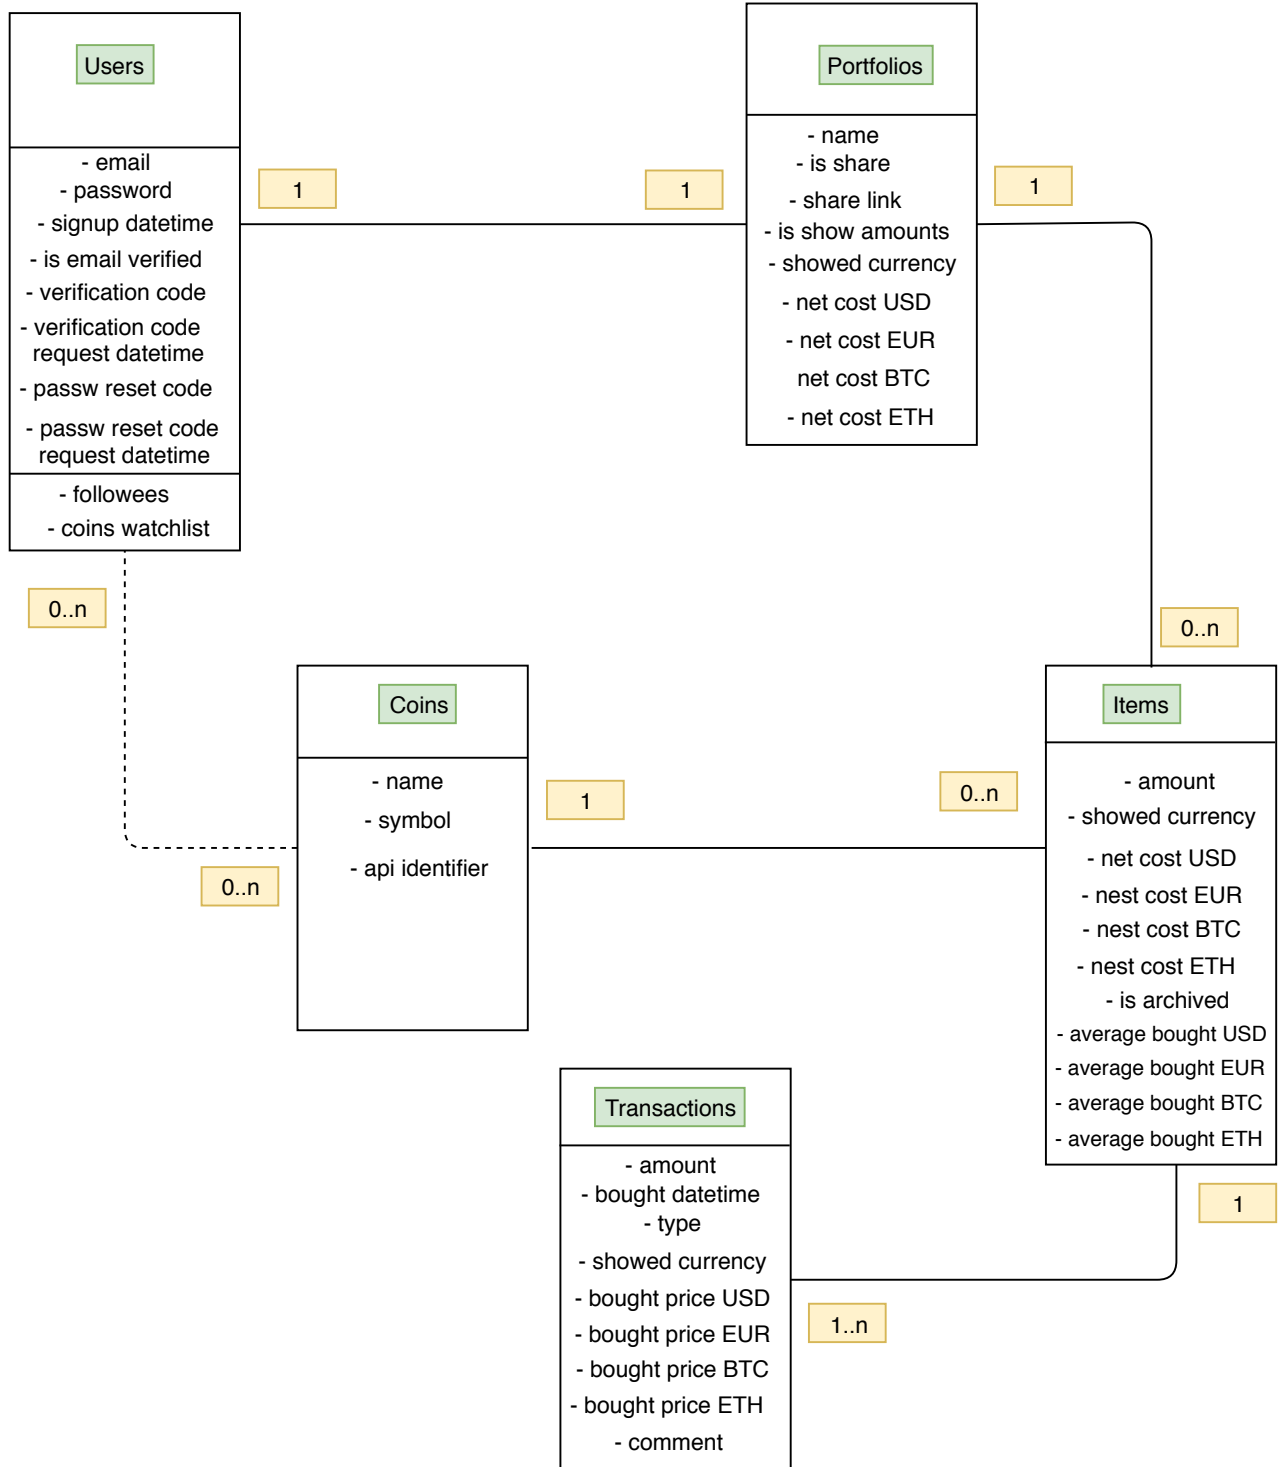 Users
- email
- password
- signup datetime
- is email verified
- verification code
- verification code
request datetime
- passw reset code
- passw reset code
request datetime
- followees
- coins watchlist
1
1
Portfolios
- name
- is share
- share link
- is show amounts
- showed currency
- net cost USD
- net cost EUR
net cost BTC
- net cost ETH
1
0..n
0..n
0..n
Coins
- name
- symbol
- api identifier
1
0..n
Items
- amount
- showed currency
- net cost USD
- nest cost EUR
- nest cost BTC
- nest cost ETH
- is archived
- average bought USD
- average bought EUR
- average bought BTC
- average bought ETH
1
1..n
Transactions
- amount
- bought datetime
- type
- showed currency
- bought price USD
- bought price EUR
- bought price BTC
- bought price ETH
- comment